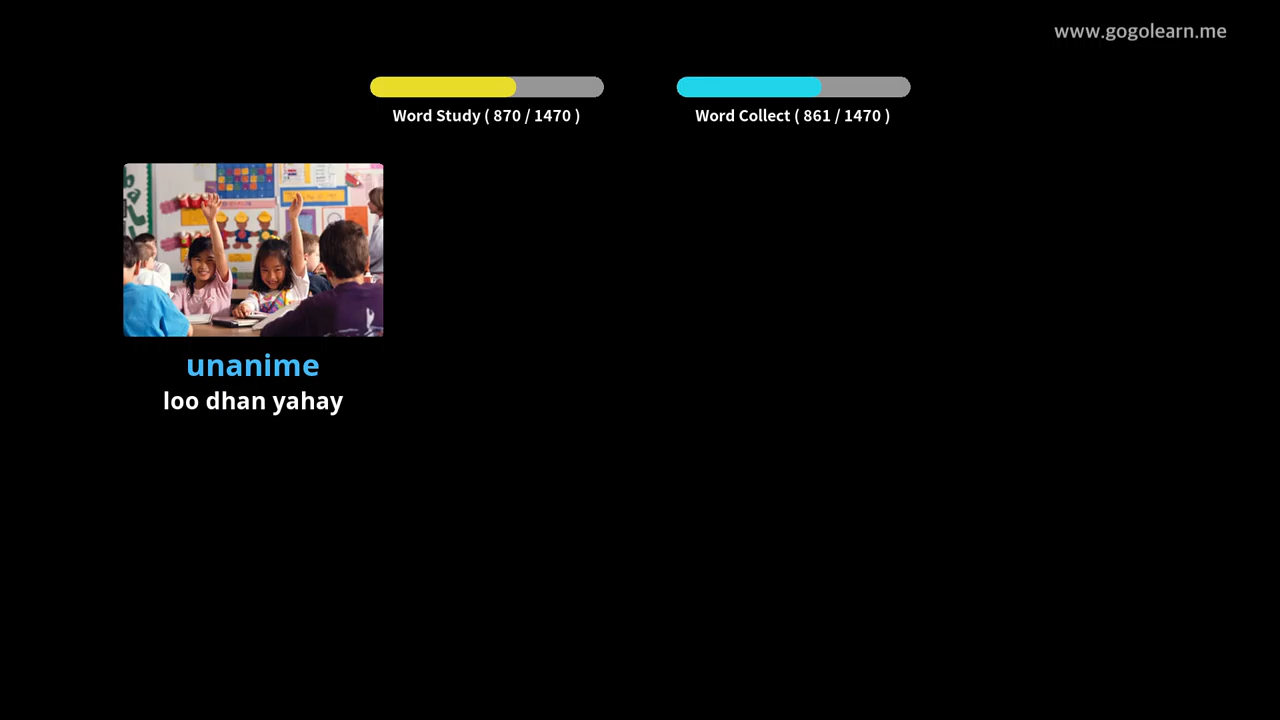 www.gogolearn.me
Word Study ( 870 / 1470 )
Word Collect ( 861 / 1470 )
unanime
loo dhan yahay